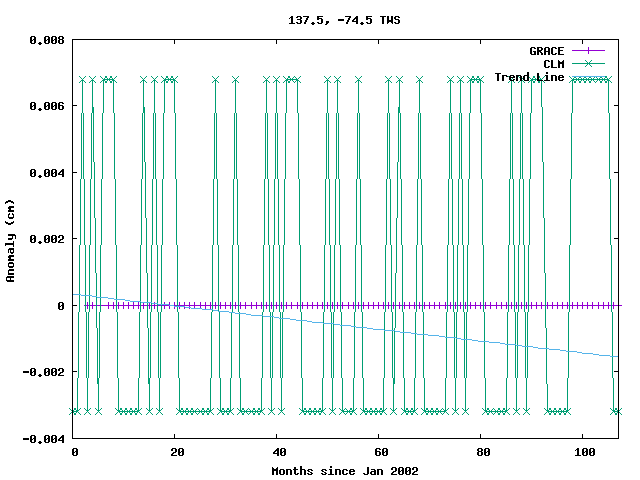 137.5, -74.5 TWS
GRACE
CLM
Trend Line
0.008
0.006
0.004
0.002
0
-0.002
-0.004
Anomaly (cm)
0 20 40 60 80 100
Months since Jan 2002